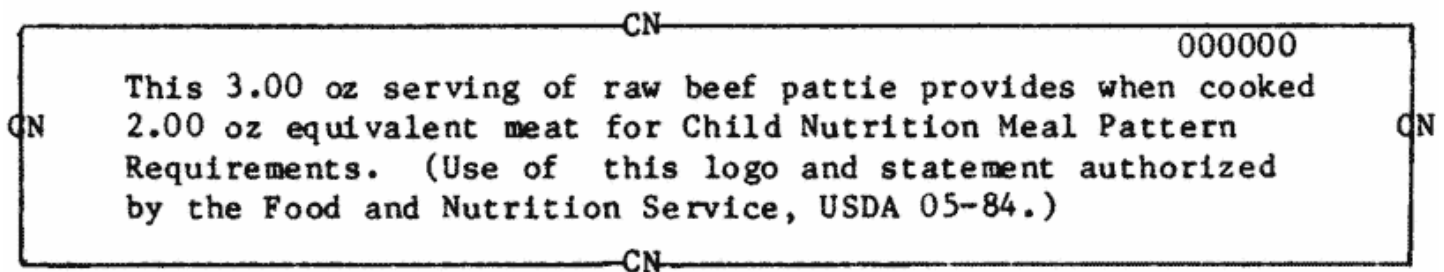 CN
000000
This 3.00 oz serving of raw beef pattie provides when cooked
CN 2.00 oz equivalent meat for Child Nutrition Meal Pattern CN
Requirements. (Use of this logo and statement authorized
by the Food and Nutrition Service, USDA 05-84.)
CN